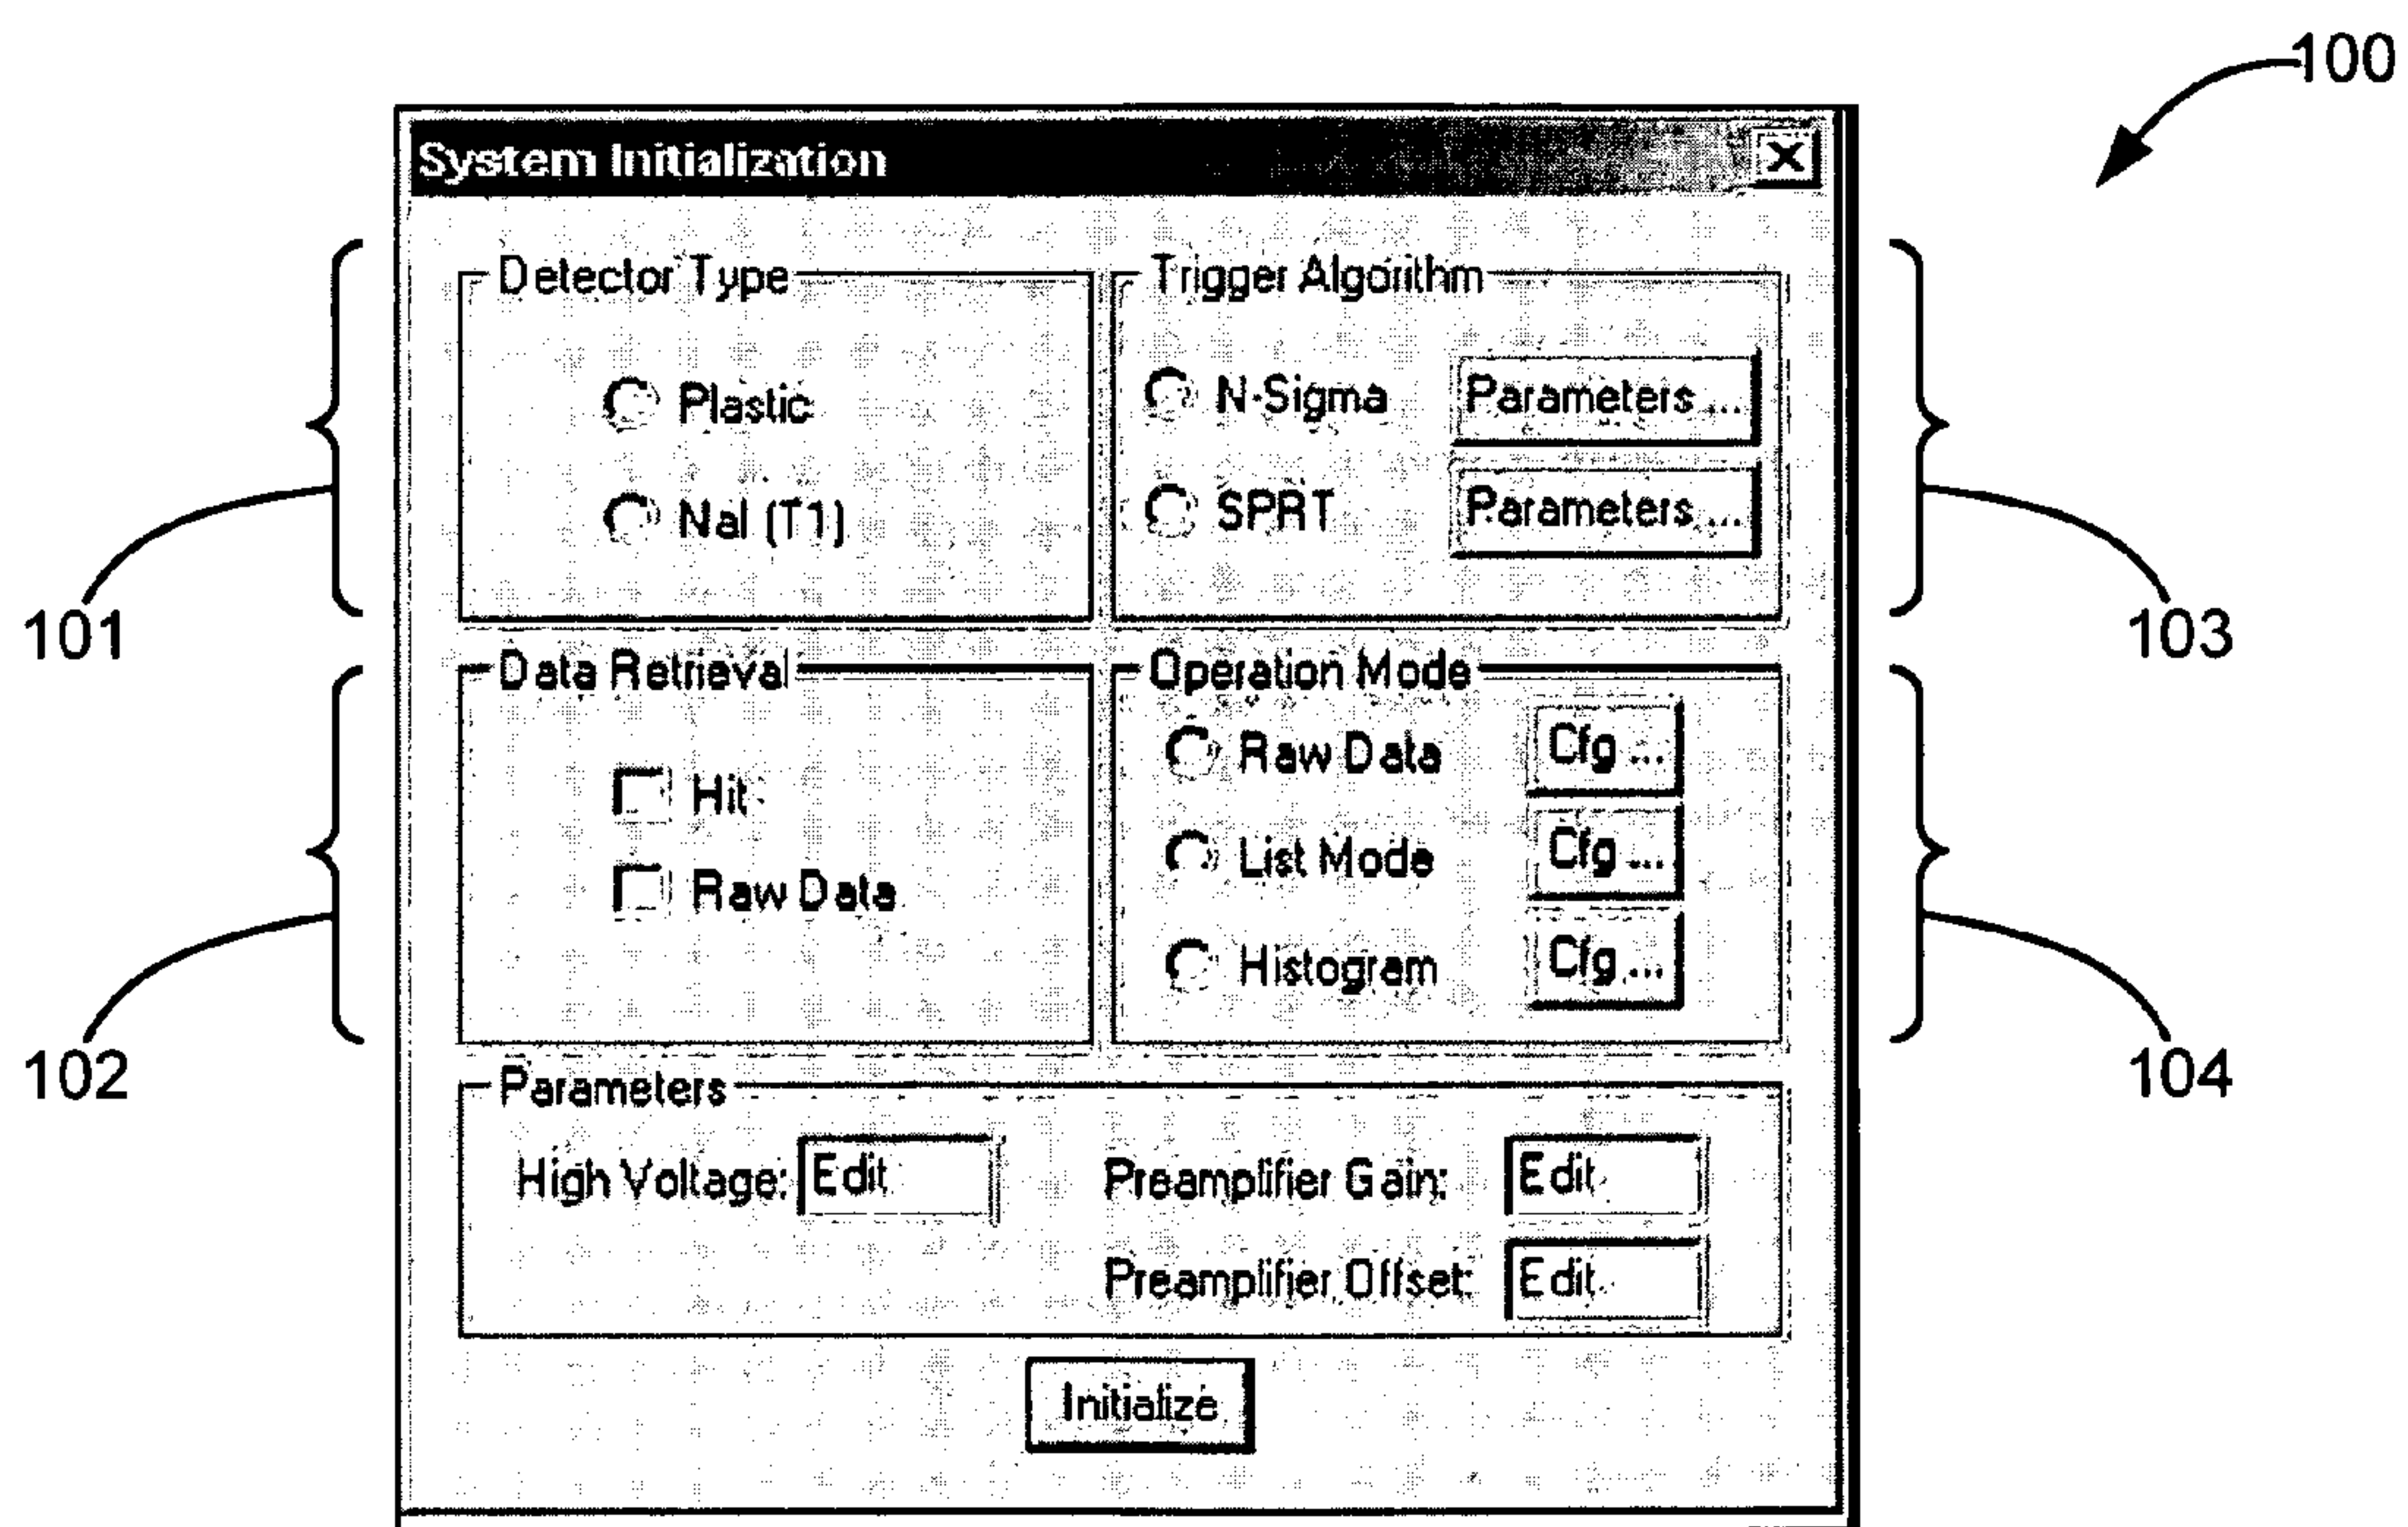 100
System Initialization
Detector Type
Plastic
NaI (T1)
101
Trigger Algorithm
N-Sigma Parameters ...
SPRT Parameters ...
103
Data Retrieval
Hit
Raw Data
102
Operation Mode
Raw Data Cfg ...
List Mode Cfg ...
Histogram Cfg ...
104
Parameters
High Voltage: Edit
Preamplifier Gain: Edit
Preamplifier Offset: Edit
Initialize